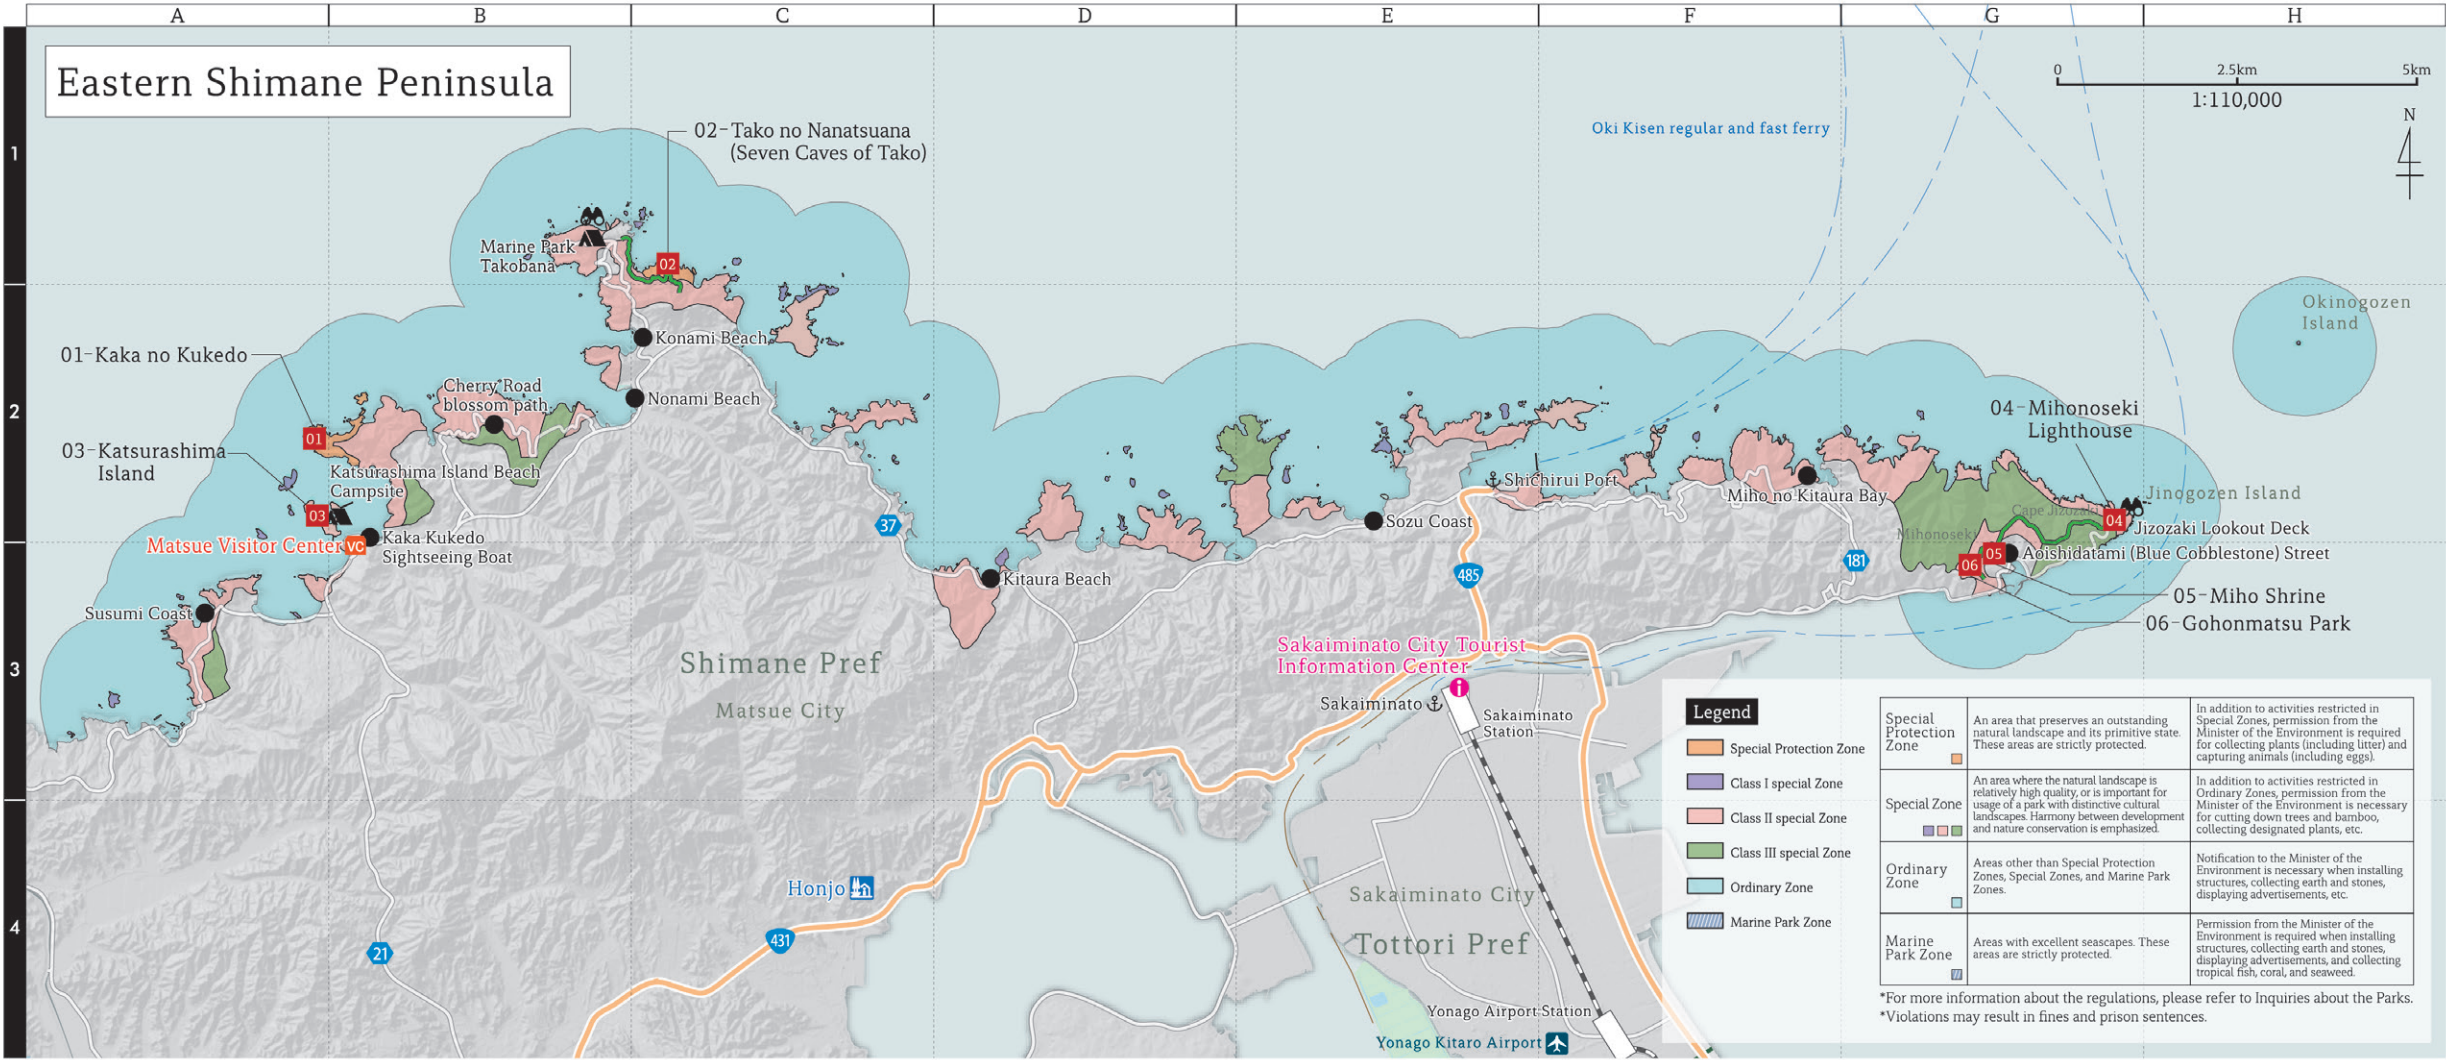 A B C D E F G H
1
2
3
4
Eastern Shimane Peninsula
0 2.5km 5km
1:110,000
N
Oki Kisen regular and fast ferry
02-Tako no Nanatsuana
(Seven Caves of Tako)
Marine Park
Takobana
02
Okinogozen
Island
Konami Beach
01-Kaka no Kukedo
Cherry Road
blossom path
Nonami Beach
01
03-Katsurashima
Island
Katsurashima Island Beach
Campsite
03
Matsue Visitor Center
VC
Kaka Kukedo
Sightseeing Boat
Susumi Coast
37
Kitaura Beach
Sozu Coast
Shichirui Port
485
Miho no Kitaura Bay
181
04-Mihonoseki
Lighthouse
Jinogozen Island
Cape Jizozaki
04
Jizozaki Lookout Deck
Mihonoseki
05
Aoishidatami (Blue Cobblestone) Street
06
05-Miho Shrine
06-Gohonmatsu Park
Shimane Pref
Matsue City
Sakaiminato City Tourist
Information Center
i
Sakaiminato
Sakaiminato
Station
Honjo
431
21
Sakaiminato City
Tottori Pref
Yonago Airport Station
Yonago Kitaro Airport
Legend
Special Protection Zone
Class I special Zone
Class II special Zone
Class III special Zone
Ordinary Zone
Marine Park Zone
Special
Protection
Zone
An area that preserves an outstanding
natural landscape and its primitive state.
These areas are strictly protected.
In addition to activities restricted in
Special Zones, permission from the
Minister of the Environment is required
for collecting plants (including litter) and
capturing animals (including eggs).
Special Zone
An area where the natural landscape is
relatively high quality, or is important for
usage of a park with distinctive cultural
landscapes. Harmony between development
and nature conservation is emphasized.
In addition to activities restricted in
Ordinary Zones, permission from the
Minister of the Environment is necessary
for cutting down trees and bamboo,
collecting designated plants, etc.
Ordinary
Zone
Areas other than Special Protection
Zones, Special Zones, and Marine Park
Zones.
Notification to the Minister of the
Environment is necessary when installing
structures, collecting earth and stones,
displaying advertisements, etc.
Marine
Park Zone
Areas with excellent seascapes. These
areas are strictly protected.
Permission from the Minister of the
Environment is required when installing
structures, collecting earth and stones,
displaying advertisements, and collecting
tropical fish, coral, and seaweed.
*For more information about the regulations, please refer to Inquiries about the Parks.
*Violations may result in fines and prison sentences.